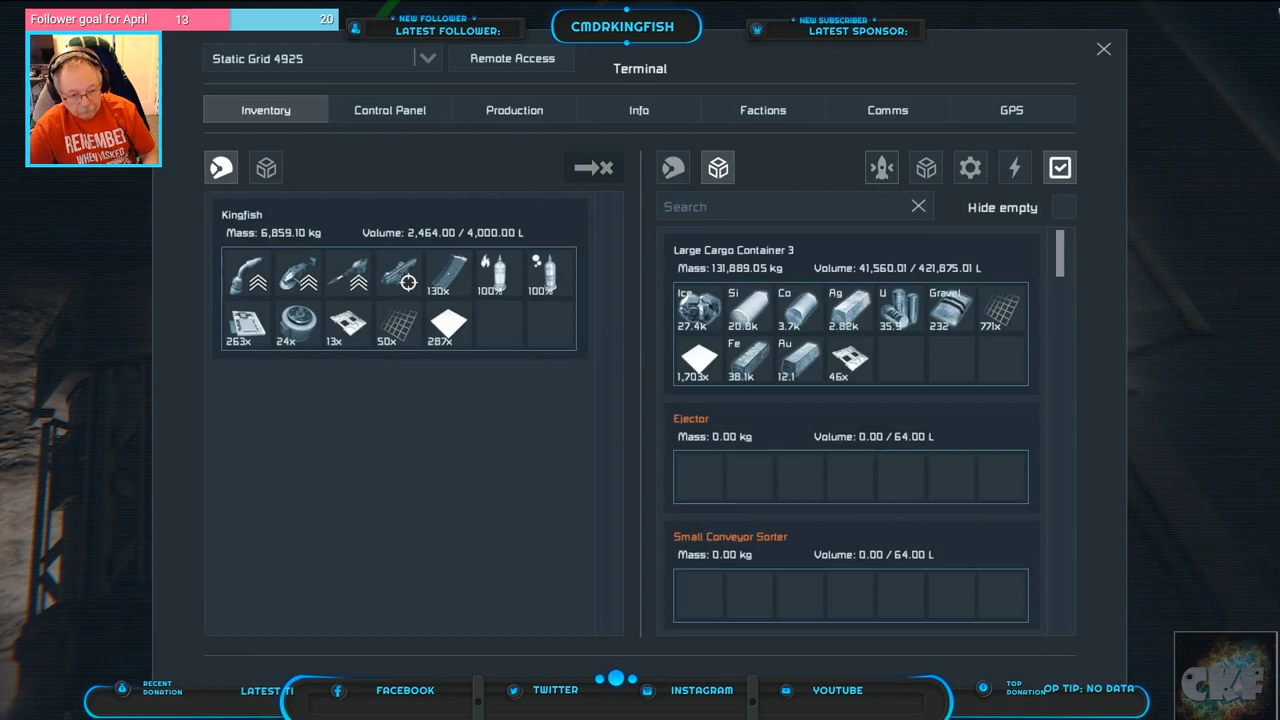 Follower goal for April 13 20
NEW FOLLOWER
LATEST FOLLOWER:
CMDRKINGFISH
NEW SUBSCRIBER
LATEST SPONSOR:
Static Grid 4925
Remote Access
Terminal
Inventory Control Panel Production Info Factions Comms GPS
REMEMBER
WHEN ASKED
Search
Hide empty
Kingfish
Mass: 6,859.10 kg Volume: 2,464.00 / 4,000.00 L
130x 100% 100%
263x 24x 13x 50x 287x
Large Cargo Container 3
Mass: 131,889.05 kg Volume: 41,560.01 / 421,875.01 L
Ice Si Co Ag U Gravel
27.4k 20.8k 3.7k 2.82k 35.9 232 771x
Fe Au
1,703x 38.1k 12.1 46x
Ejector
Mass: 0.00 kg Volume: 0.00 / 64.00 L
Small Conveyor Sorter
Mass: 0.00 kg Volume: 0.00 / 64.00 L
RECENT
DONATION
LATEST TI
FACEBOOK
TWITTER
INSTAGRAM
YOUTUBE
TOP
DONATION
OP TIP: NO DATA
CKF